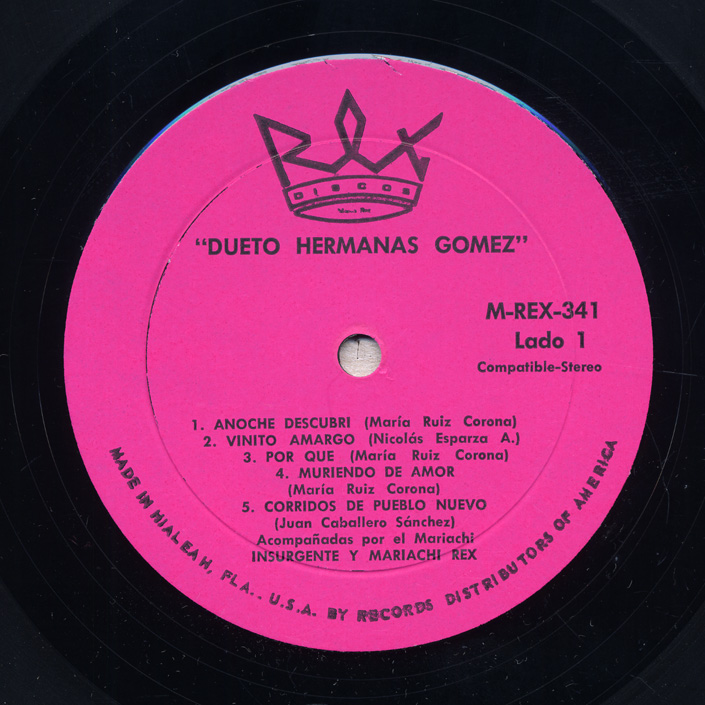 REX
DISCOS
"DUETO HERMANAS GOMEZ"
M-REX-341
Lado 1
Compatible-Stereo
1. ANOCHE DESCUBRI (María Ruiz Corona)
2. VINITO AMARGO (Nicolás Esparza A.)
3. POR QUE (María Ruiz Corona)
4. MURIENDO DE AMOR
(María Ruiz Corona)
5. CORRIDOS DE PUEBLO NUEVO
(Juan Caballero Sánchez)
Acompañadas por el Mariachi
INSURGENTE Y MARIACHI REX
MADE IN HIALEAH, FLA.. U.S.A. BY RECORDS DISTRIBUTORS OF AMERICA